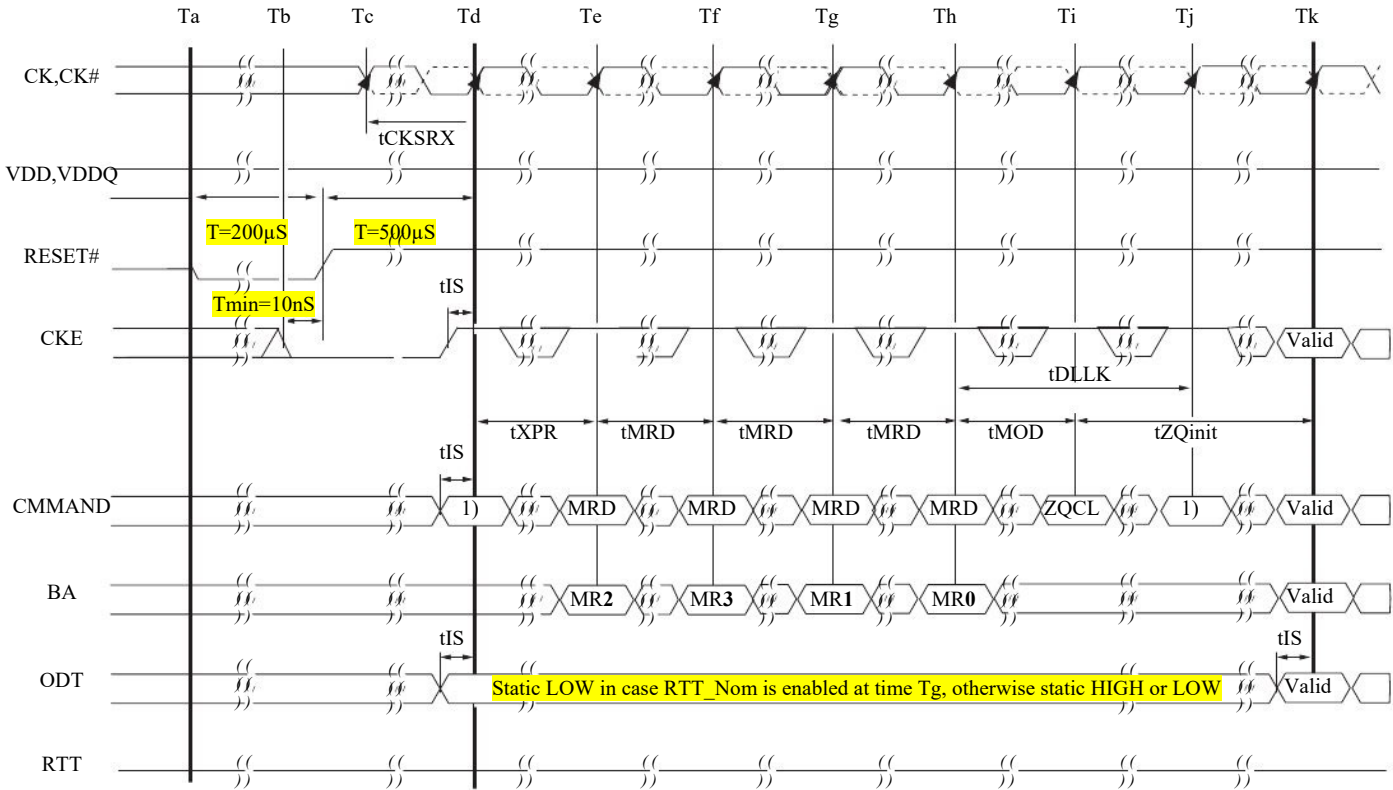 Ta Tb Tc Td Te Tf Tg Th Ti Tj Tk
CK,CK#
tCKSRX
VDD,VDDQ
T=200µS T=500µS
RESET#
Tmin=10nS tIS
CKE Valid
tDLLK
tXPR tMRD tMRD tMRD tMOD tZQinit
tIS
CMMAND 1) MRD MRD MRD MRD ZQCL 1) Valid
BA MR2 MR3 MR1 MR0 Valid
tIS tIS
ODT Static LOW in case RTT_Nom is enabled at time Tg, otherwise static HIGH or LOW Valid
RTT